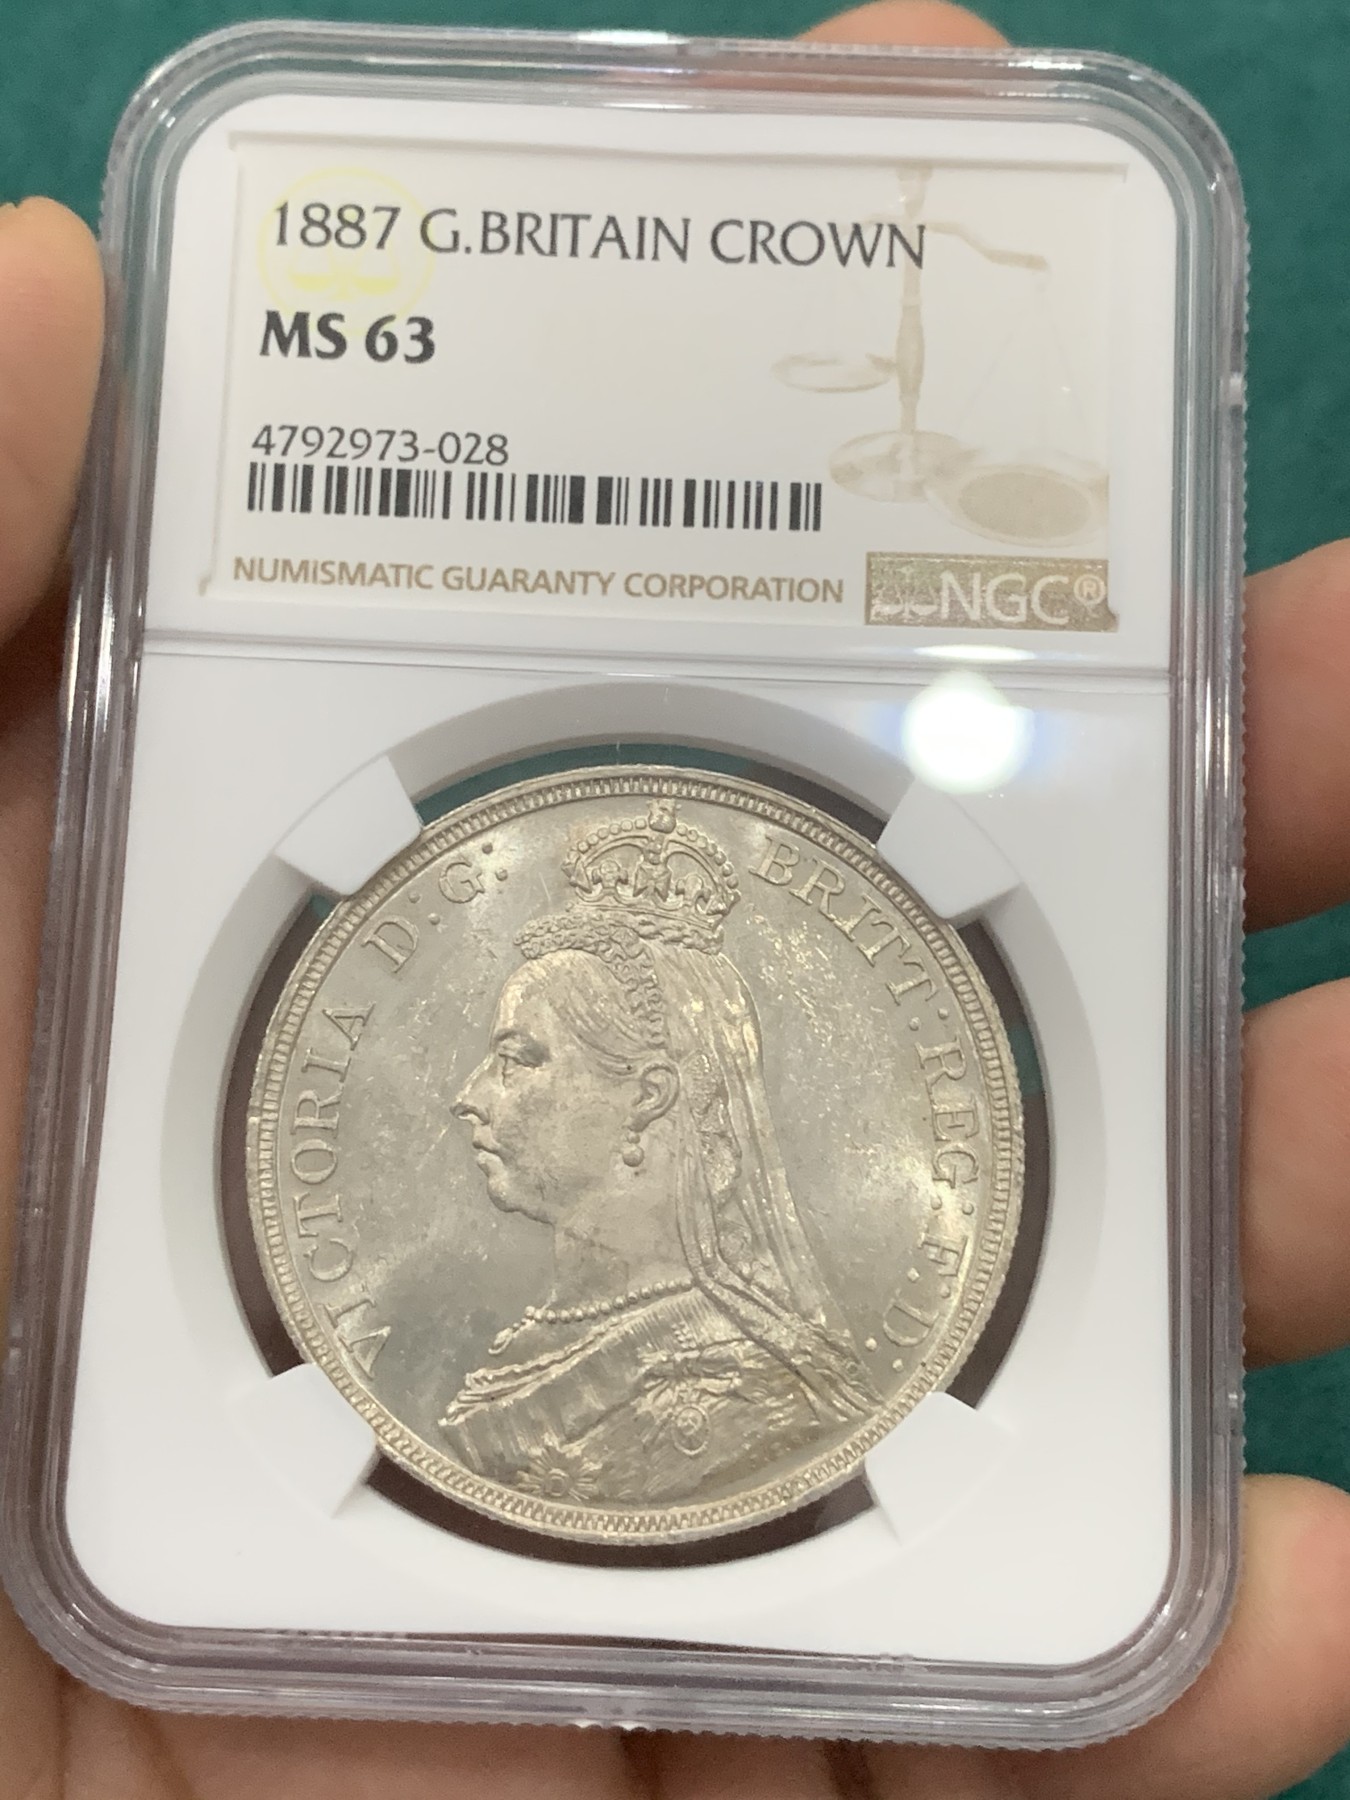 1887 G.BRITAIN CROWN
MS 63
4792973-028
NUMISMATIC GUARANTY CORPORATION
NGC®
VICTORIA D:G: BRITT·REG:F:D: